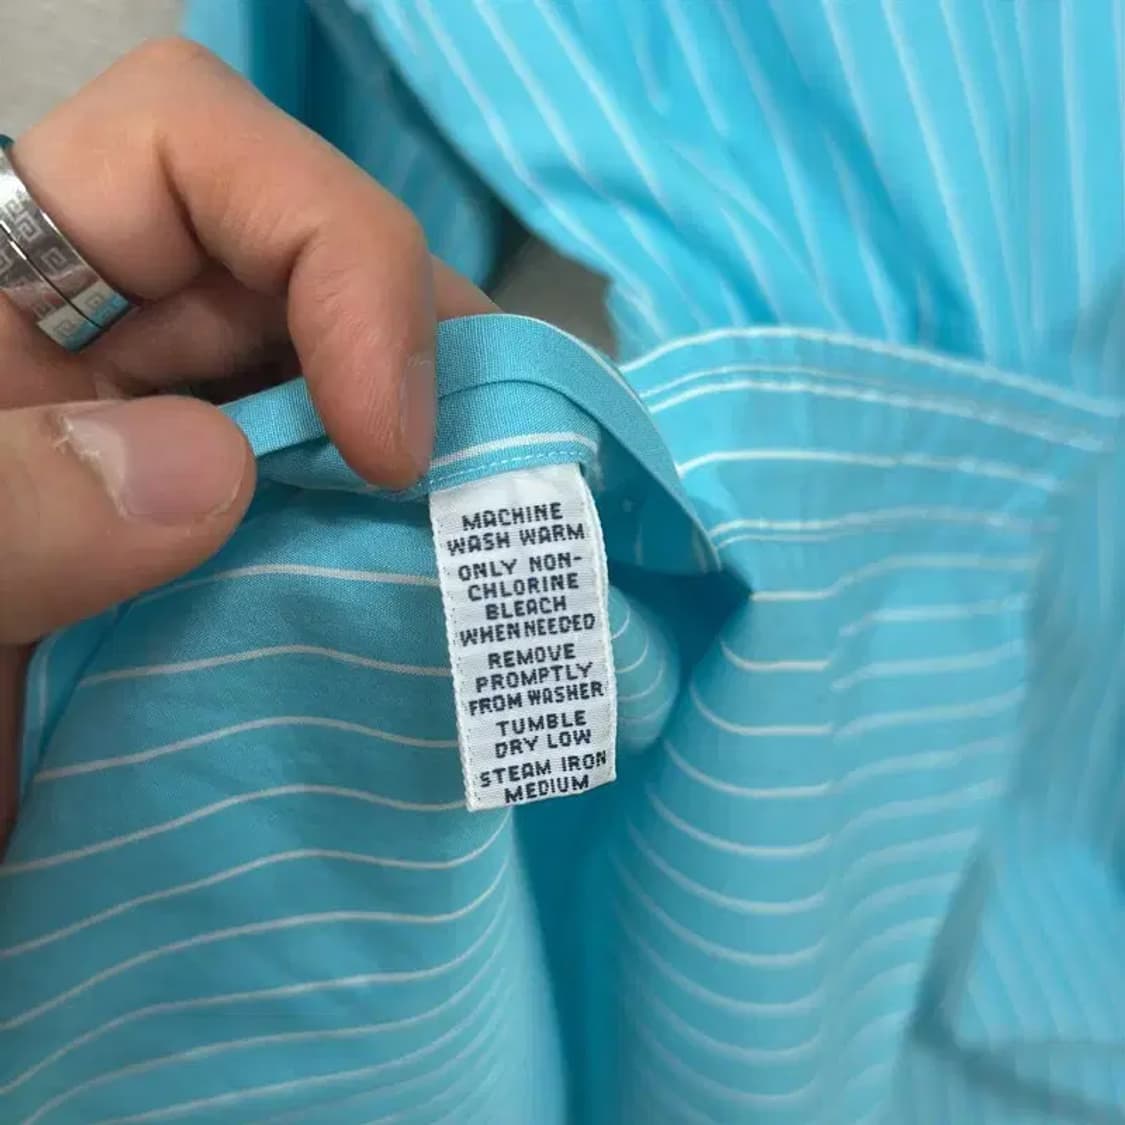 MACHINE
WASH WARM
ONLY NON-
CHLORINE
BLEACH
WHEN NEEDED
REMOVE
PROMPTLY
FROM WASHER
TUMBLE
DRY LOW
STEAM IRON
MEDIUM